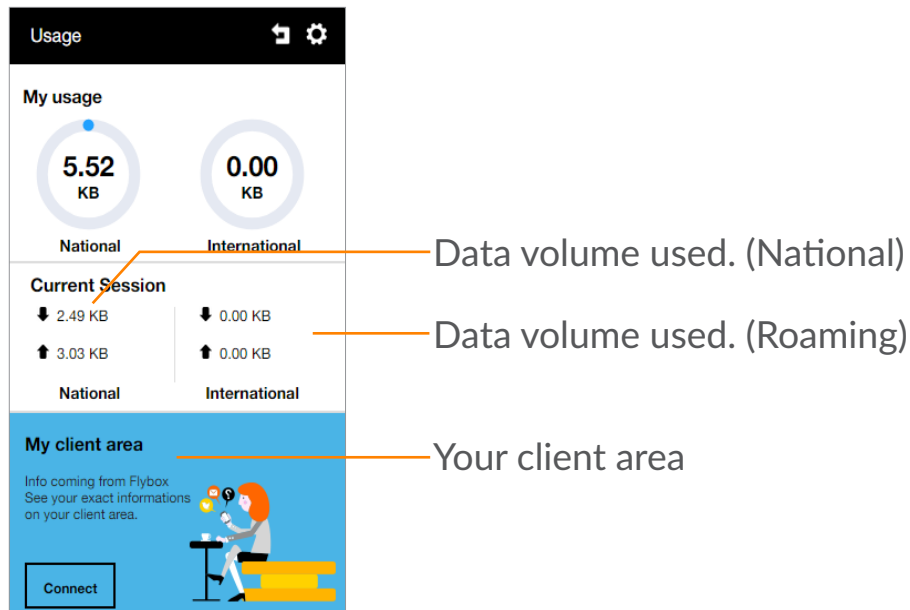 Usage
My usage
5.52
KB
0.00
KB
National
International
Data volume used. (National)
Current Session
2.49 KB
0.00 KB
Data volume used. (Roaming)
3.03 KB
0.00 KB
National
International
My client area
Your client area
Info coming from Flybox
See your exact informations
on your client area.
Connect